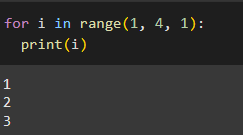 for i in range(1, 4, 1):
  print(i)
1
2
3